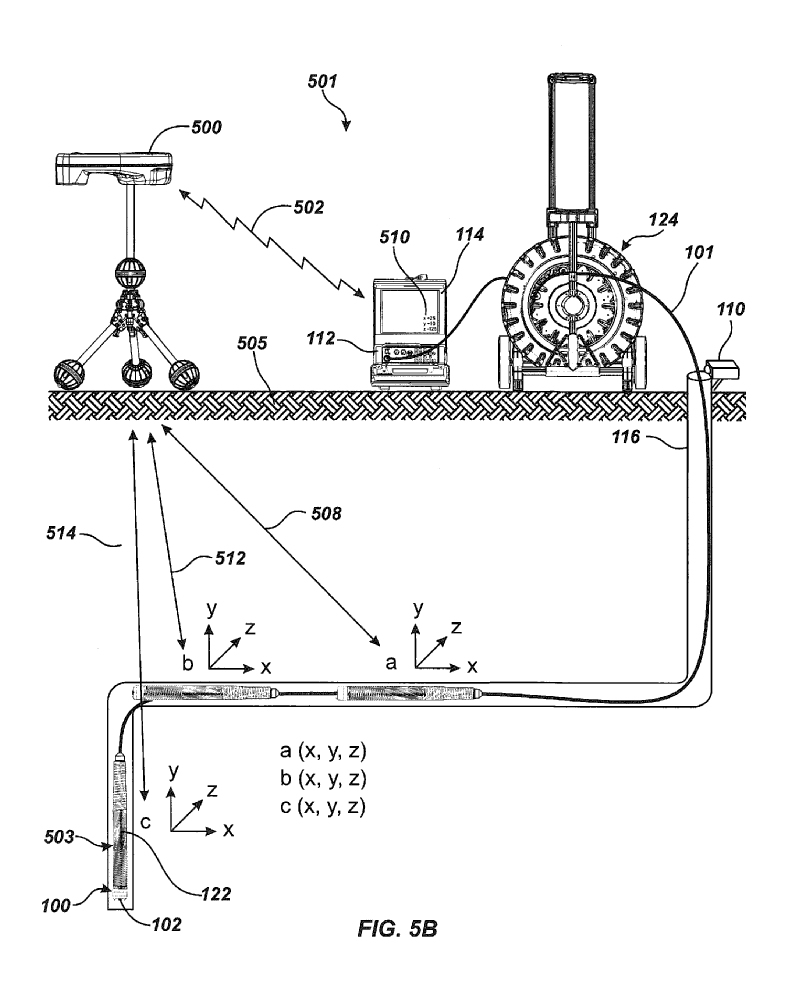 501
500
502
510
114
124
101
110
112
505
116
508
514
512
y
z
x
b
y
z
x
a
a (x, y, z)
b (x, y, z)
c (x, y, z)
y
z
x
c
503
122
100
102
FIG. 5B